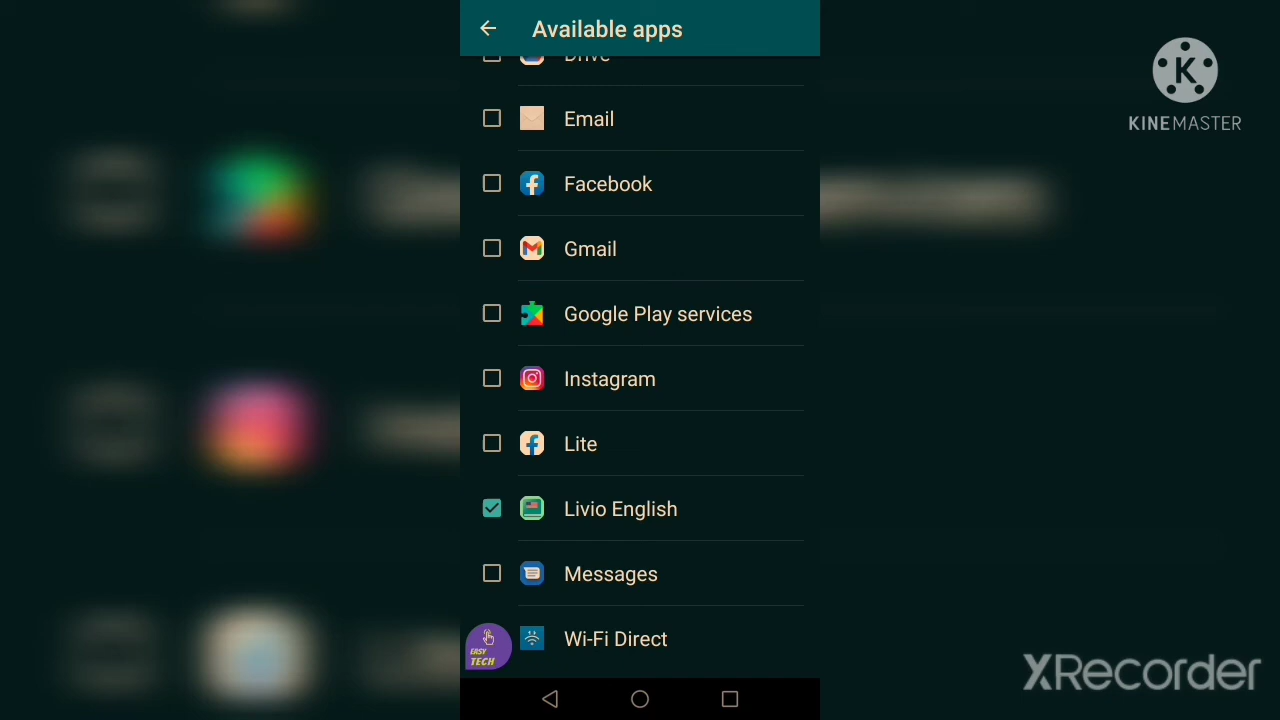 Available apps
Drive
Email
Facebook
Gmail
Google Play services
Instagram
Lite
Livio English
Messages
Wi-Fi Direct
EASY
TECH
K
KINEMASTER
XRecorder